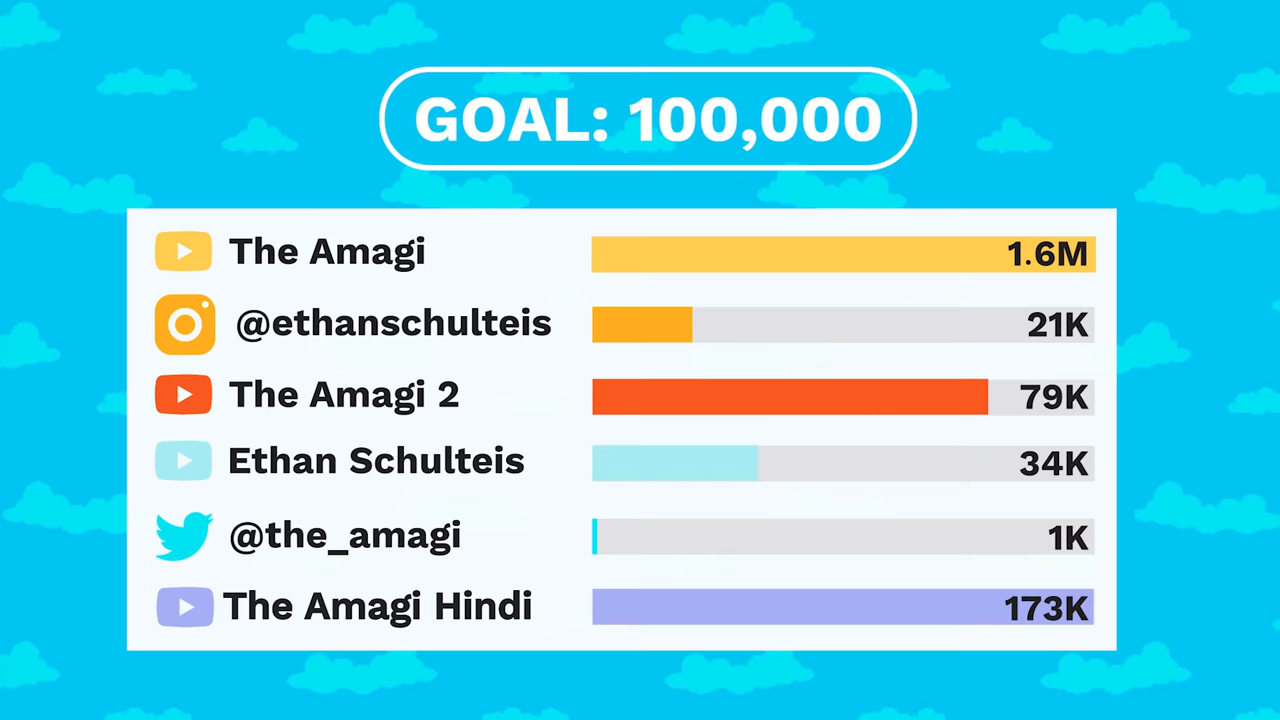 GOAL: 100,000
The Amagi 1.6M
@ethanschulteis 21K
The Amagi 2 79K
Ethan Schulteis 34K
@the_amagi 1K
The Amagi Hindi 173K